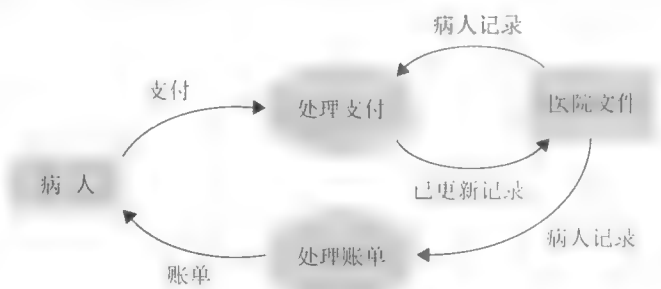 病人记录
支付
处理支付
医院文件
病人
已更新记录
病人记录
处理账单
账单